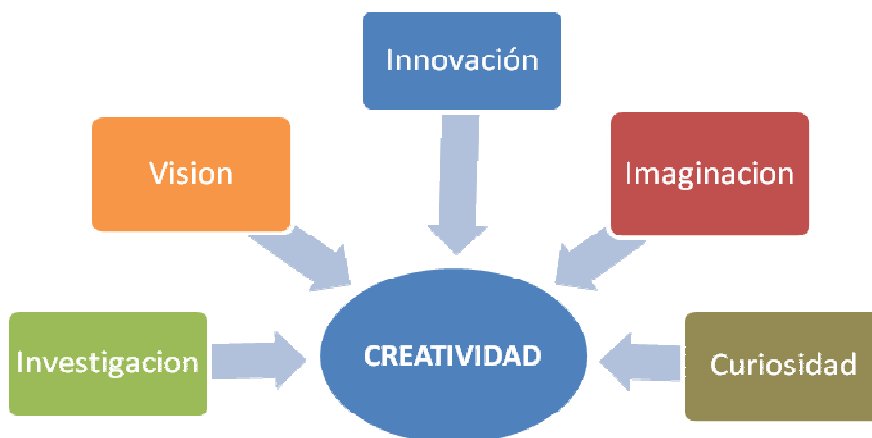 Innovación
Vision
Imaginacion
Investigacion
CREATIVIDAD
Curiosidad